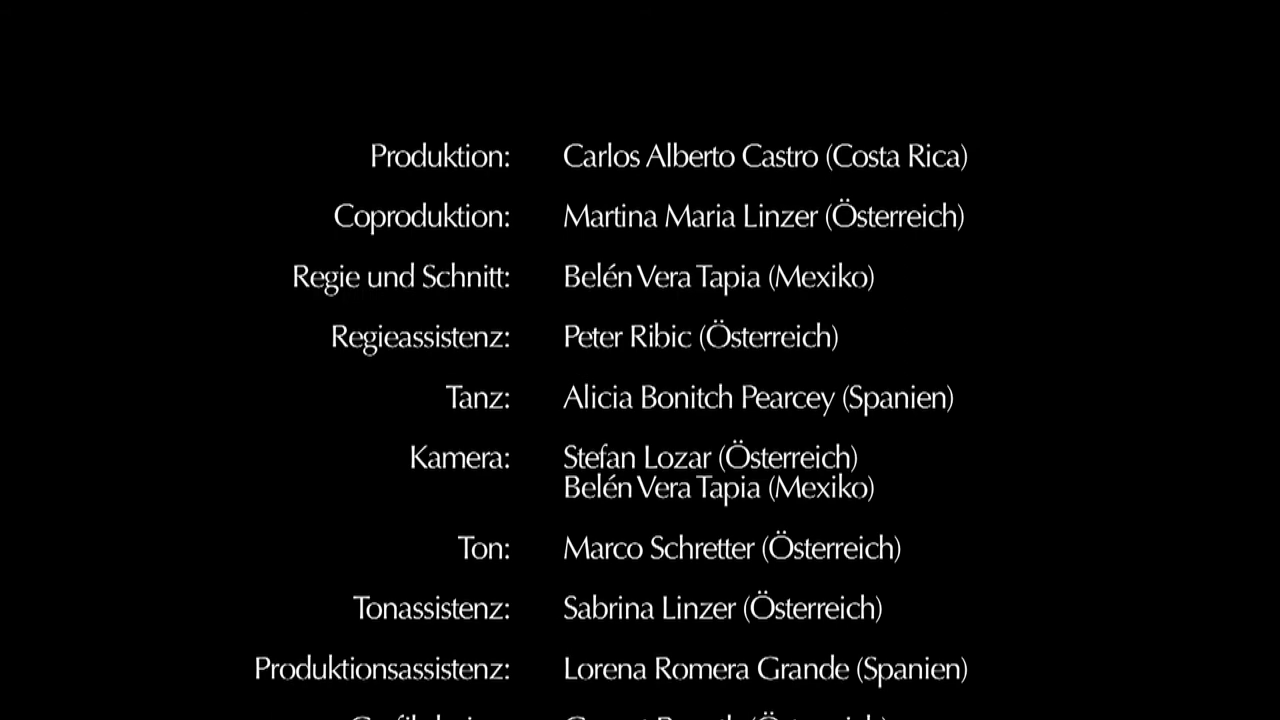 Produktion: Carlos Alberto Castro (Costa Rica)
Coproduktion: Martina Maria Linzer (Österreich)
Regie und Schnitt: Belén Vera Tapia (Mexiko)
Regieassistenz: Peter Ribic (Österreich)
Tanz: Alicia Bonitch Pearcey (Spanien)
Kamera: Stefan Lozar (Österreich)
Belén Vera Tapia (Mexiko)
Ton: Marco Schretter (Österreich)
Tonassistenz: Sabrina Linzer (Österreich)
Produktionsassistenz: Lorena Romera Grande (Spanien)